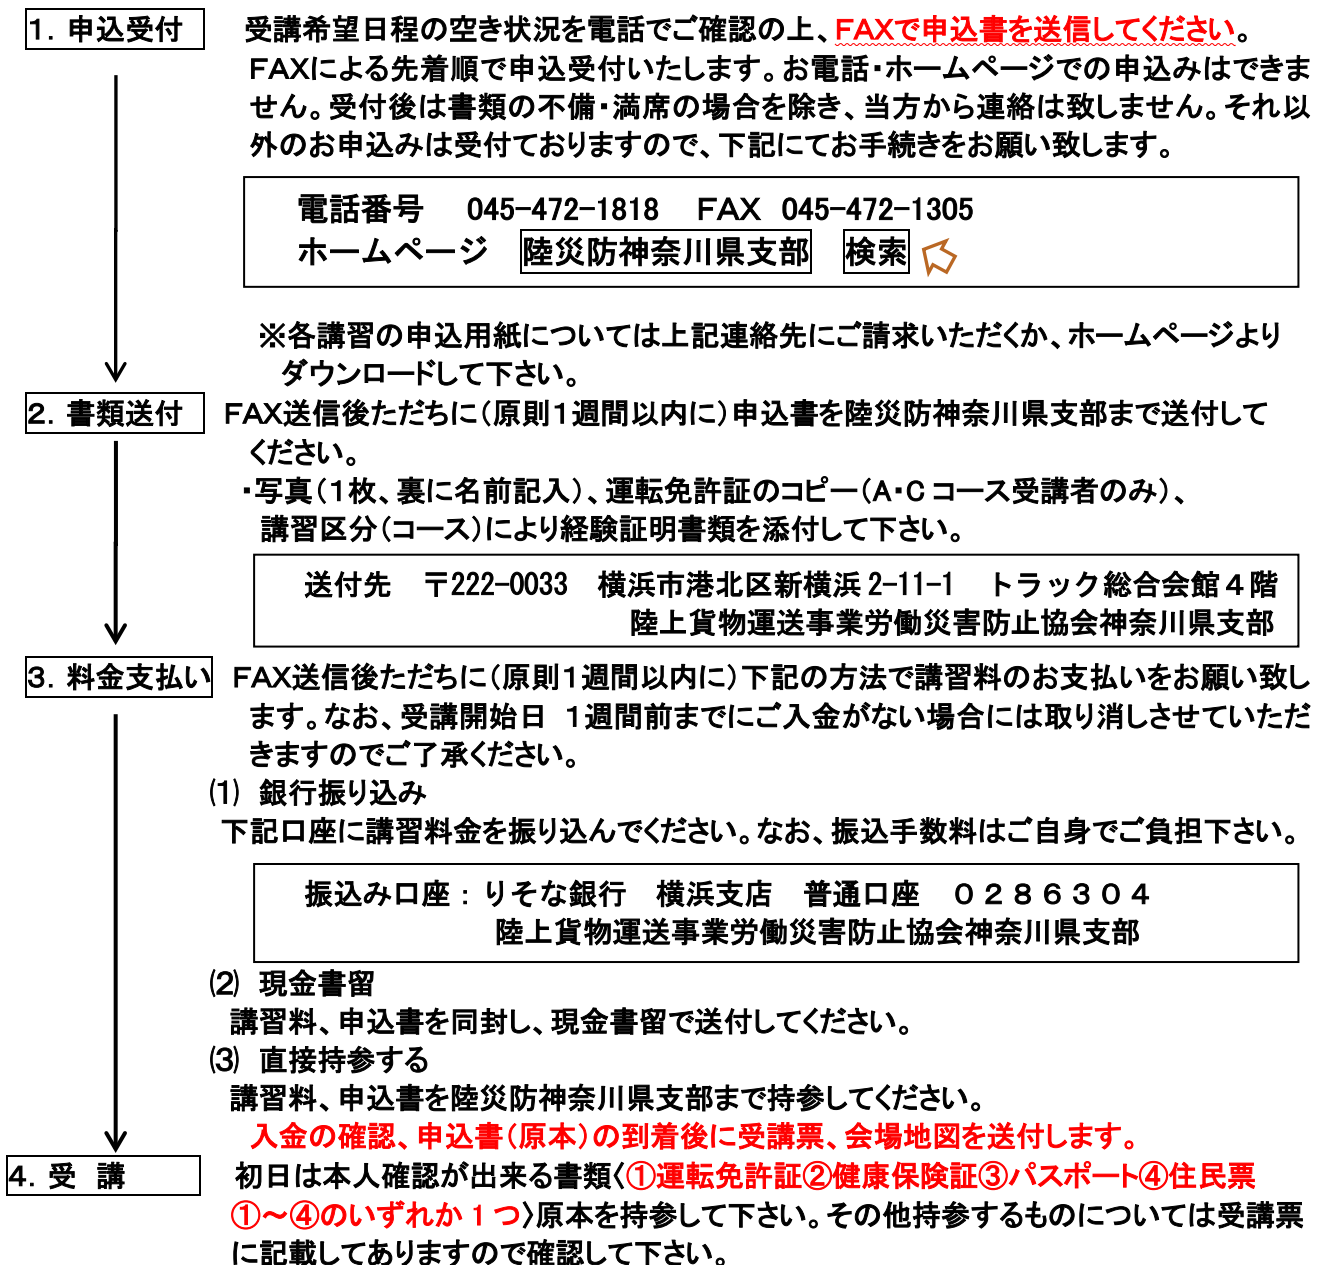 1．申込受付　受講希望日程の空き状況を電話でご確認の上、FAXで申込書を送信してください。
FAXによる先着順で申込受付いたします。お電話・ホームページでの申込みはできま
せん。受付後は書類の不備・満席の場合を除き、当方から連絡は致しません。それ以
外のお申込みは受付ておりますので、下記にてお手続きをお願い致します。
電話番号　045-472-1818　FAX　045-472-1305
ホームページ　陸災防神奈川県支部　検索
※各講習の申込用紙については上記連絡先にご請求いただくか、ホームページより
ダウンロードして下さい。
2．書類送付　FAX送信後ただちに（原則1週間以内に）申込書を陸災防神奈川県支部まで送付して
ください。
・写真（1枚、裏に名前記入）、運転免許証のコピー（A・Cコース受講者のみ）、
講習区分（コース）により経験証明書類を添付して下さい。
送付先　〒222-0033　横浜市港北区新横浜2-11-1　トラック総合会館4階
陸上貨物運送事業労働災害防止協会神奈川県支部
3．料金支払い　FAX送信後ただちに（原則1週間以内に）下記の方法で講習料のお支払いをお願い致し
ます。なお、受講開始日　1週間前までにご入金がない場合には取り消しさせていただ
きますのでご了承ください。
⑴　銀行振り込み
下記口座に講習料金を振り込んでください。なお、振込手数料はご自身でご負担下さい。
振込み口座：りそな銀行　横浜支店　普通口座　０２８６３０４
陸上貨物運送事業労働災害防止協会神奈川県支部
⑵　現金書留
講習料、申込書を同封し、現金書留で送付してください。
⑶　直接持参する
講習料、申込書を陸災防神奈川県支部まで持参してください。
入金の確認、申込書（原本）の到着後に受講票、会場地図を送付します。
4．受　講　初日は本人確認が出来る書類〈①運転免許証②健康保険証③パスポート④住民票
①～④のいずれか1つ〉原本を持参して下さい。その他持参するものについては受講票
に記載してありますので確認して下さい。